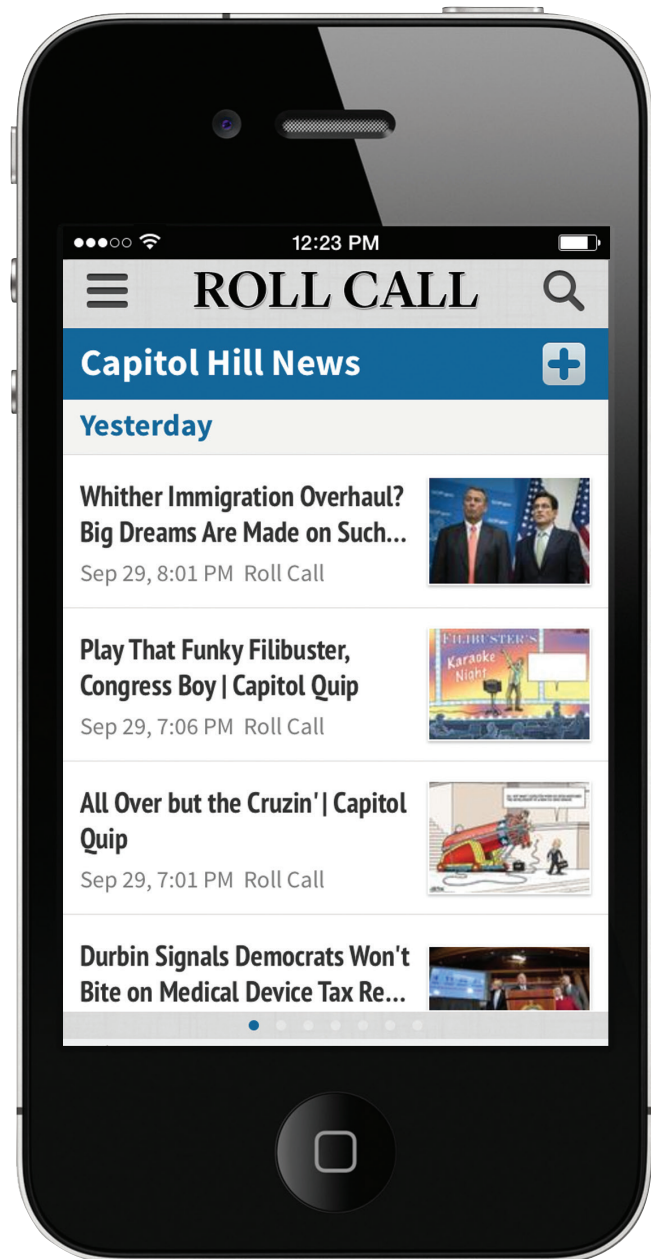 12:23 PM
ROLL CALL
Capitol Hill News
Yesterday
Whither Immigration Overhaul?
Big Dreams Are Made on Such...
Sep 29, 8:01 PM Roll Call
FILIBUSTER'S
Karaoke
Night
Play That Funky Filibuster,
Congress Boy | Capitol Quip
Sep 29, 7:06 PM Roll Call
All Over but the Cruzin' | Capitol
Quip
Sep 29, 7:01 PM Roll Call
Durbin Signals Democrats Won't
Bite on Medical Device Tax Re...